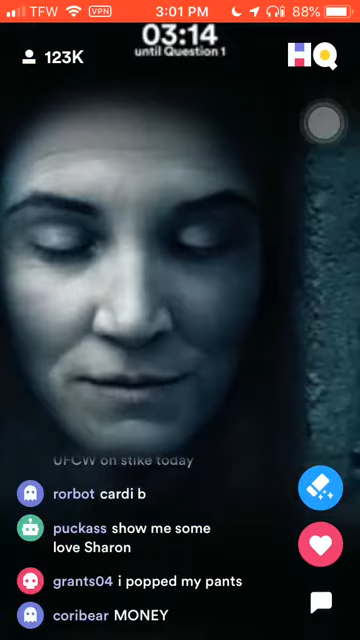 TFW VPN 3:01 PM 88%
03:14
until Question 1
123K
HQ
UFCW on stike today
rorbot cardi b
puckass show me some
love Sharon
grants04 i popped my pants
coribear MONEY